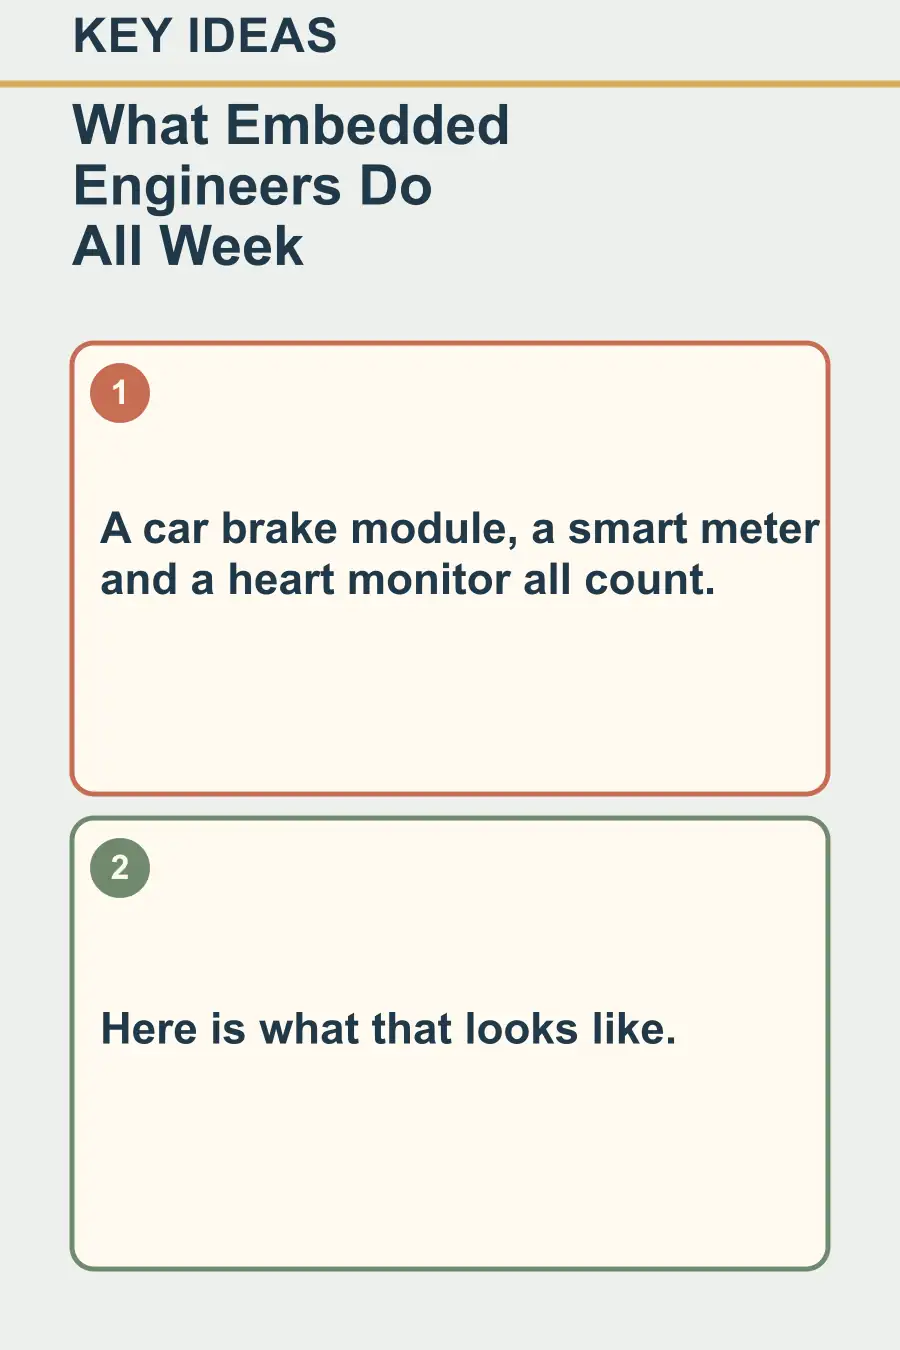 KEY IDEAS
What Embedded
Engineers Do
All Week
1
A car brake module, a smart meter
and a heart monitor all count.
2
Here is what that looks like.